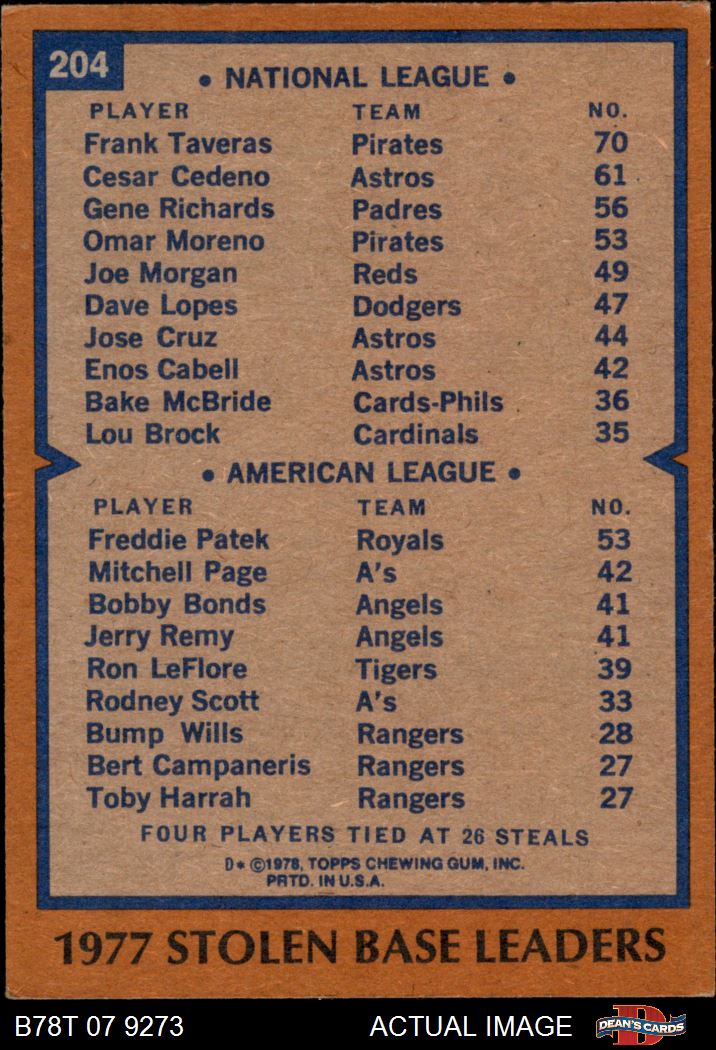 204
• NATIONAL LEAGUE •
PLAYER TEAM NO.
Frank Taveras Pirates 70
Cesar Cedeno Astros 61
Gene Richards Padres 56
Omar Moreno Pirates 53
Joe Morgan Reds 49
Dave Lopes Dodgers 47
Jose Cruz Astros 44
Enos Cabell Astros 42
Bake McBride Cards-Phils 36
Lou Brock Cardinals 35
• AMERICAN LEAGUE •
PLAYER TEAM NO.
Freddie Patek Royals 53
Mitchell Page A's 42
Bobby Bonds Angels 41
Jerry Remy Angels 41
Ron LeFlore Tigers 39
Rodney Scott A's 33
Bump Wills Rangers 28
Bert Campaneris Rangers 27
Toby Harrah Rangers 27
FOUR PLAYERS TIED AT 26 STEALS
D* ©1978, TOPPS CHEWING GUM, INC.
PRTD. IN U.S.A.
1977 STOLEN BASE LEADERS
B78T 07 9273 ACTUAL IMAGE DEAN'S CARDS